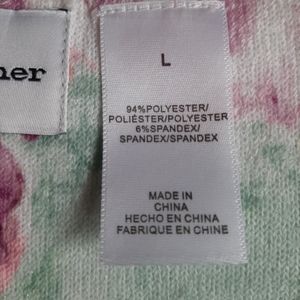 ner
L
94%POLYESTER/
POLIÉSTER/POLYESTER
6%SPANDEX/
SPANDEX/SPANDEX
MADE IN
CHINA
HECHO EN CHINA
FABRIQUE EN CHINE